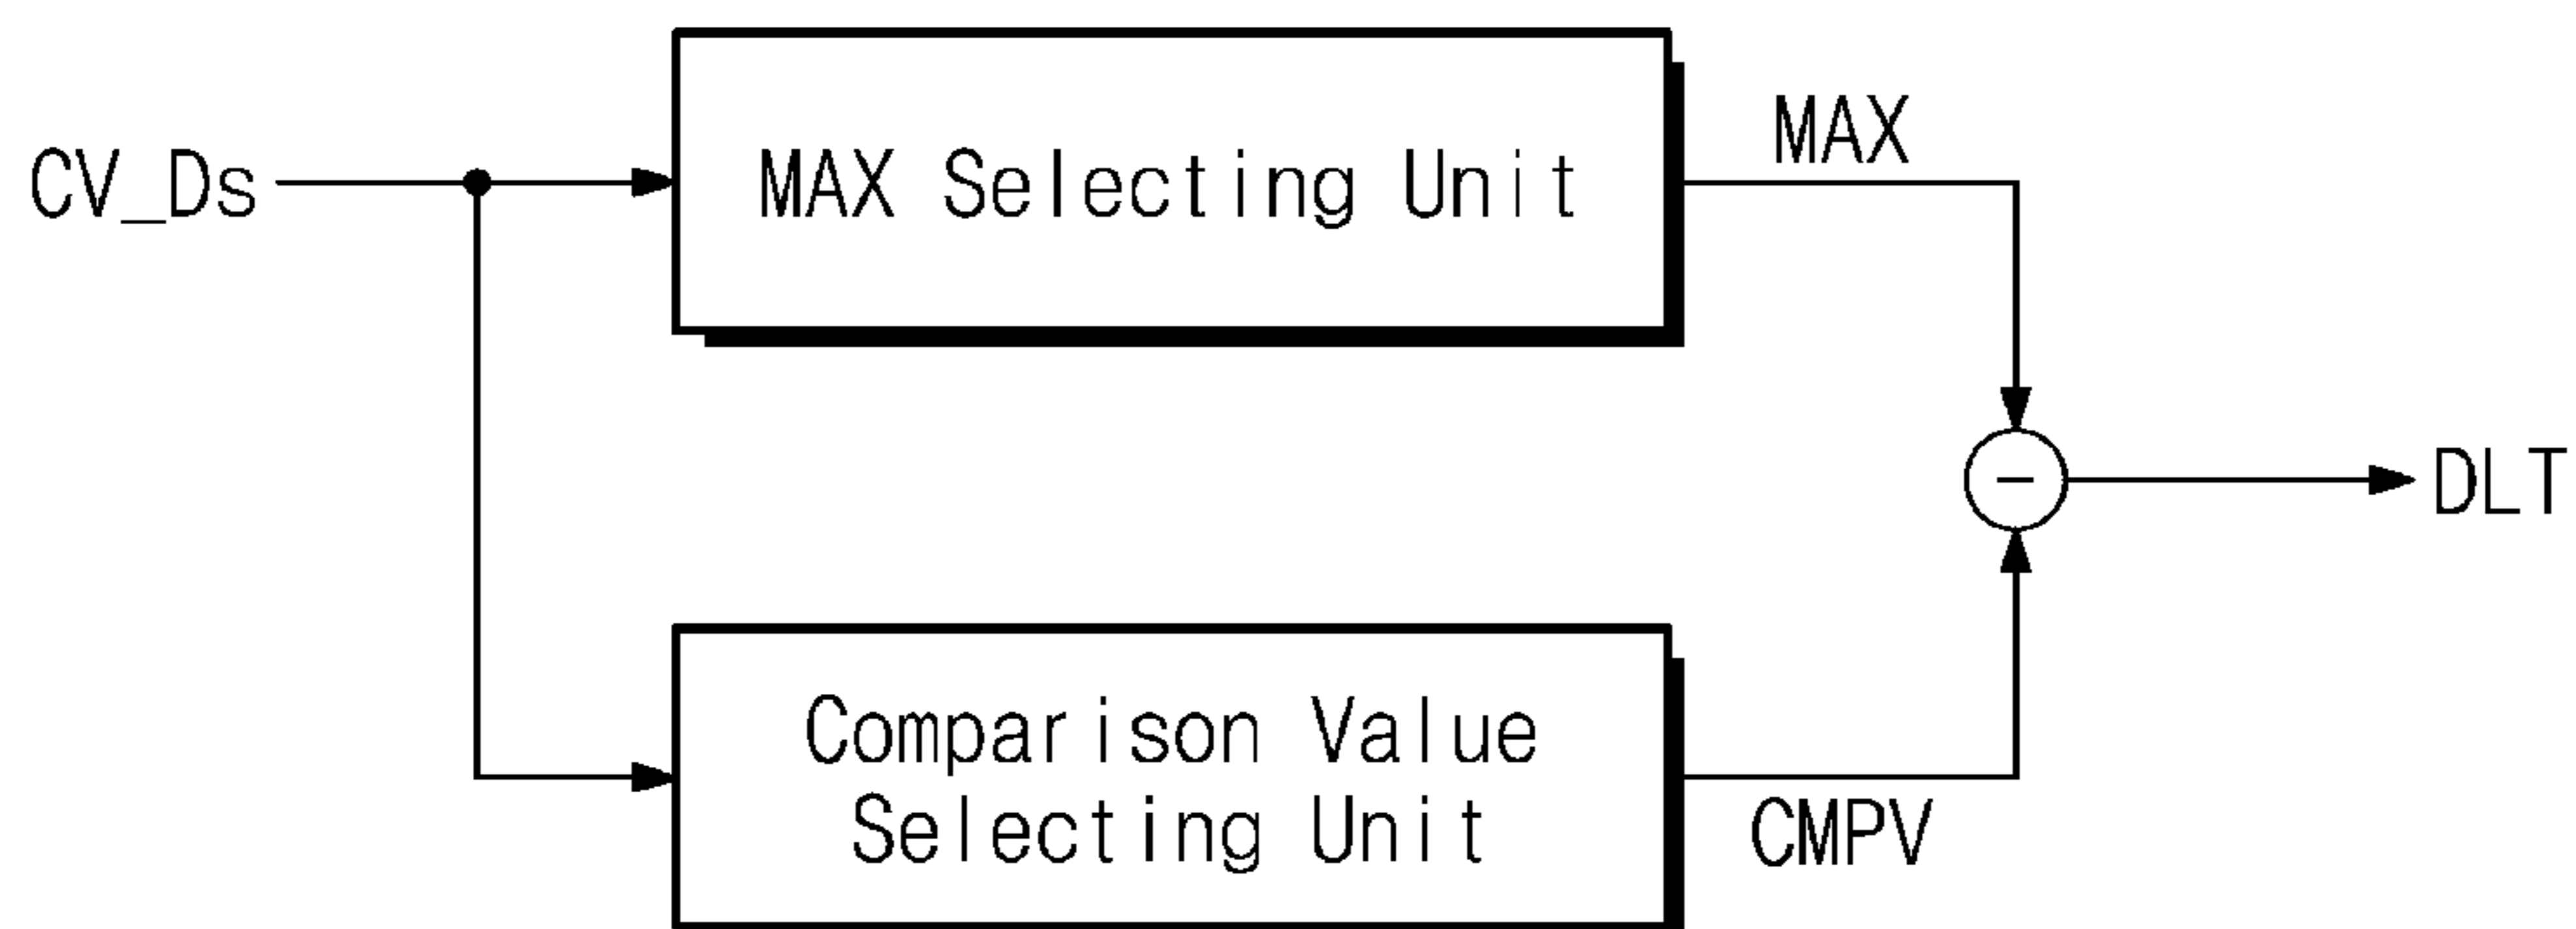 CV_Ds
MAX Selecting Unit
MAX
-
DLT
Comparison Value
Selecting Unit
CMPV